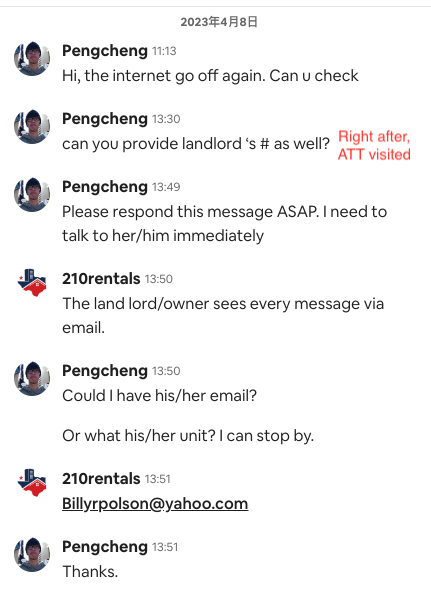 2023年4月8日
Pengcheng 11:13
Hi, the internet go off again. Can u check
Pengcheng 13:30
can you provide landlord ‘s # as well?
Right after,
ATT visited
Pengcheng 13:49
Please respond this message ASAP. I need to
talk to her/him immediately
210rentals 13:50
The land lord/owner sees every message via
email.
Pengcheng 13:50
Could I have his/her email?
Or what his/her unit? I can stop by.
210rentals 13:51
Billyrpolson@yahoo.com
Pengcheng 13:51
Thanks.